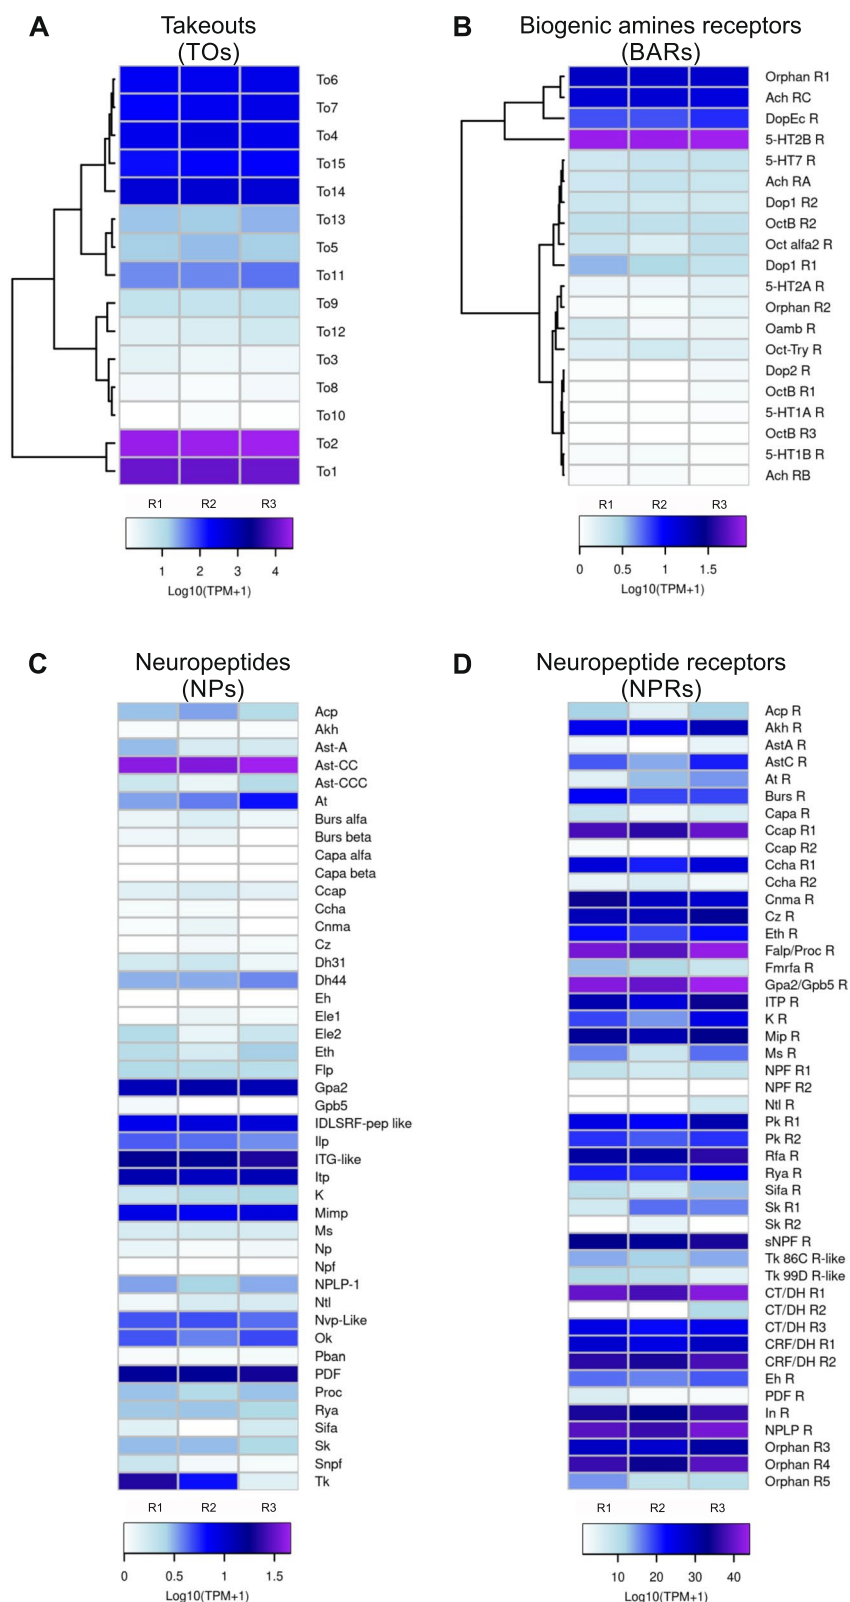 A
Takeouts
(TOs)
To6
To7
To4
To15
To14
To13
To5
To11
To9
To12
To3
To8
To10
To2
To1
R1 R2 R3
1 2 3 4
Log10(TPM+1)
B
Biogenic amines receptors
(BARs)
Orphan R1
Ach RC
DopEc R
5-HT2B R
5-HT7 R
Ach RA
Dop1 R2
OctB R2
Oct alfa2 R
Dop1 R1
5-HT2A R
Orphan R2
Oamb R
Oct-Try R
Dop2 R
OctB R1
5-HT1A R
OctB R3
5-HT1B R
Ach RB
R1 R2 R3
0 0.5 1 1.5
Log10(TPM+1)
C
Neuropeptides
(NPs)
Acp
Akh
Ast-A
Ast-CC
Ast-CCC
At
Burs alfa
Burs beta
Capa alfa
Capa beta
Ccap
Ccha
Cnma
Cz
Dh31
Dh44
Eh
Ele1
Ele2
Eth
Flp
Gpa2
Gpb5
IDLSRF-pep like
Ilp
ITG-like
Itp
K
Mimp
Ms
Np
Npf
NPLP-1
Ntl
Nvp-Like
Ok
Pban
PDF
Proc
Rya
Sifa
Sk
Snpf
Tk
R1 R2 R3
0 0.5 1 1.5
Log10(TPM+1)
D
Neuropeptide receptors
(NPRs)
Acp R
Akh R
AstA R
AstC R
At R
Burs R
Capa R
Ccap R1
Ccap R2
Ccha R1
Ccha R2
Cnma R
Cz R
Eth R
Falp/Proc R
Fmrfa R
Gpa2/Gpb5 R
ITP R
K R
Mip R
Ms R
NPF R1
NPF R2
Ntl R
Pk R1
Pk R2
Rfa R
Rya R
Sifa R
Sk R1
Sk R2
sNPF R
Tk 86C R-like
Tk 99D R-like
CT/DH R1
CT/DH R2
CT/DH R3
CRF/DH R1
CRF/DH R2
Eh R
PDF R
In R
NPLP R
Orphan R3
Orphan R4
Orphan R5
R1 R2 R3
10 20 30 40
Log10(TPM+1)